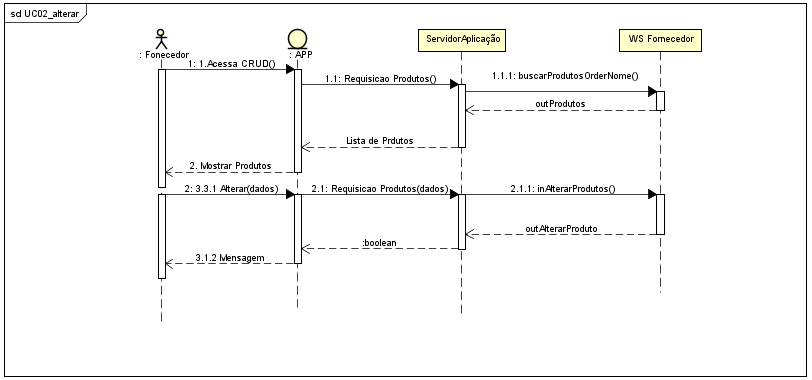 sd UC02_alterar
: Fonecedor
: APP
ServidorAplicação
WS Fornecedor
1: 1.Acessa CRUD()
1.1: Requisicao Produtos()
1.1.1: buscarProdutosOrderNome()
outProdutos
Lista de Prdutos
2. Mostrar Produtos
2: 3.3.1 Alterar(dados)
2.1: Requisicao Produtos(dados)
2.1.1: inAlterarProdutos()
outAlterarProduto
:boolean
3.1.2 Mensagem